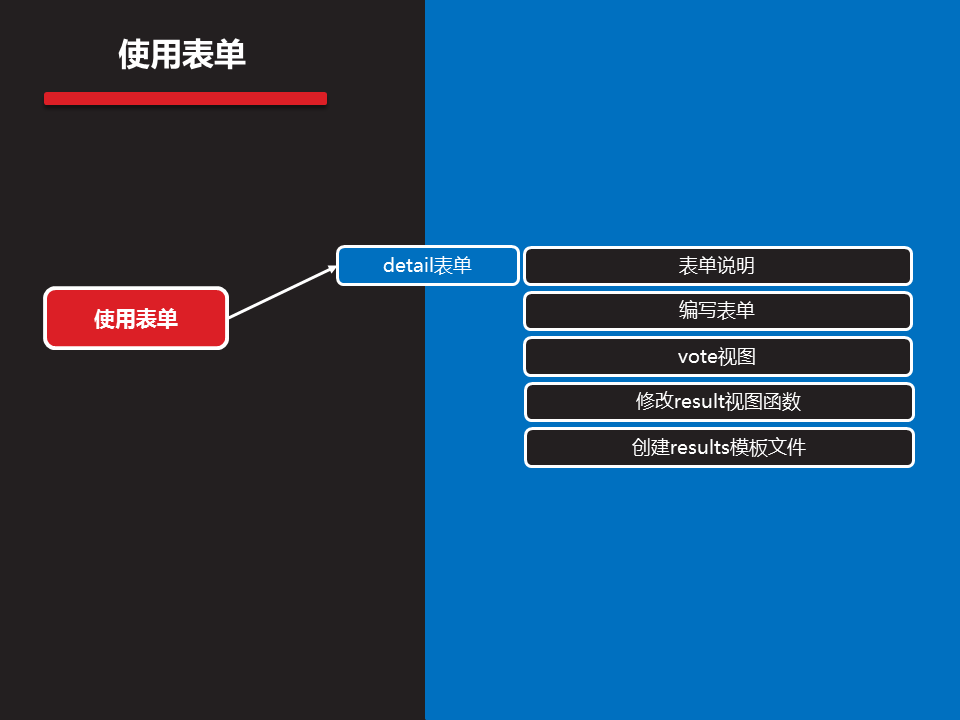 使用表单
使用表单
detail表单
表单说明
编写表单
vote视图
修改result视图函数
创建results模板文件